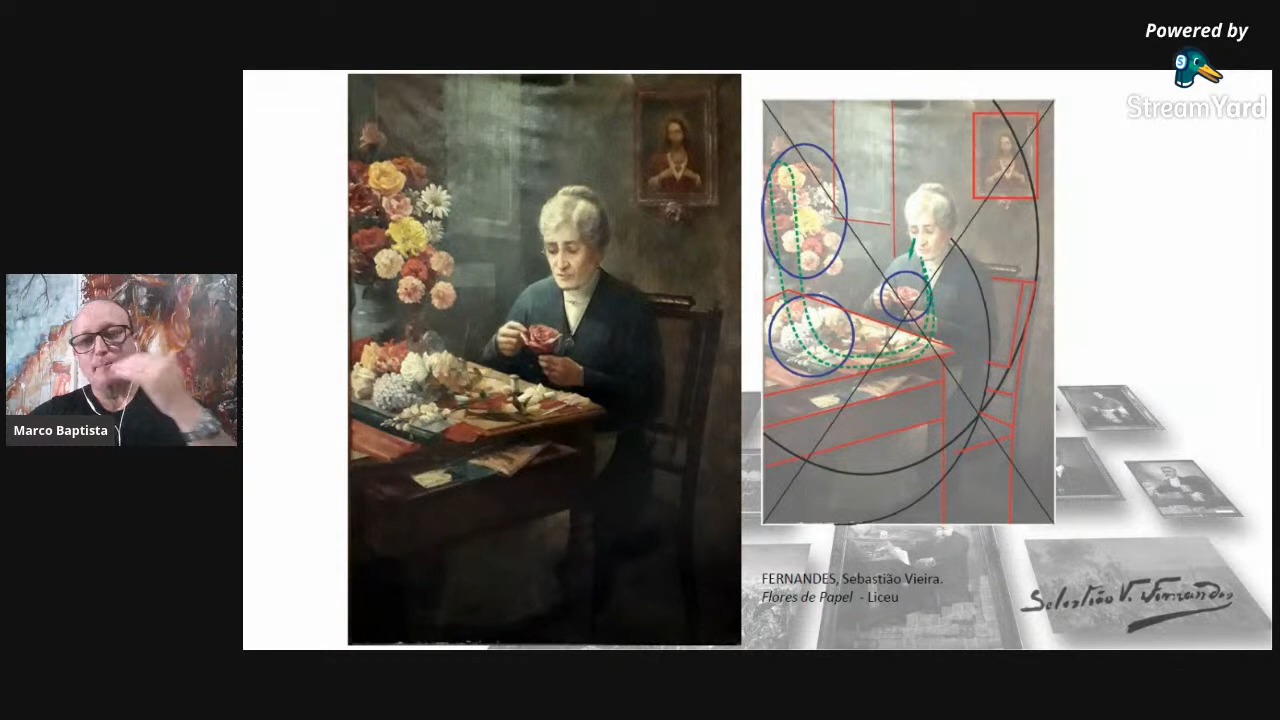 Powered by
StreamYard
Marco Baptista
FERNANDES, Sebastião Vieira.
Flores de Papel - Liceu
Sebastião V. Fernandes